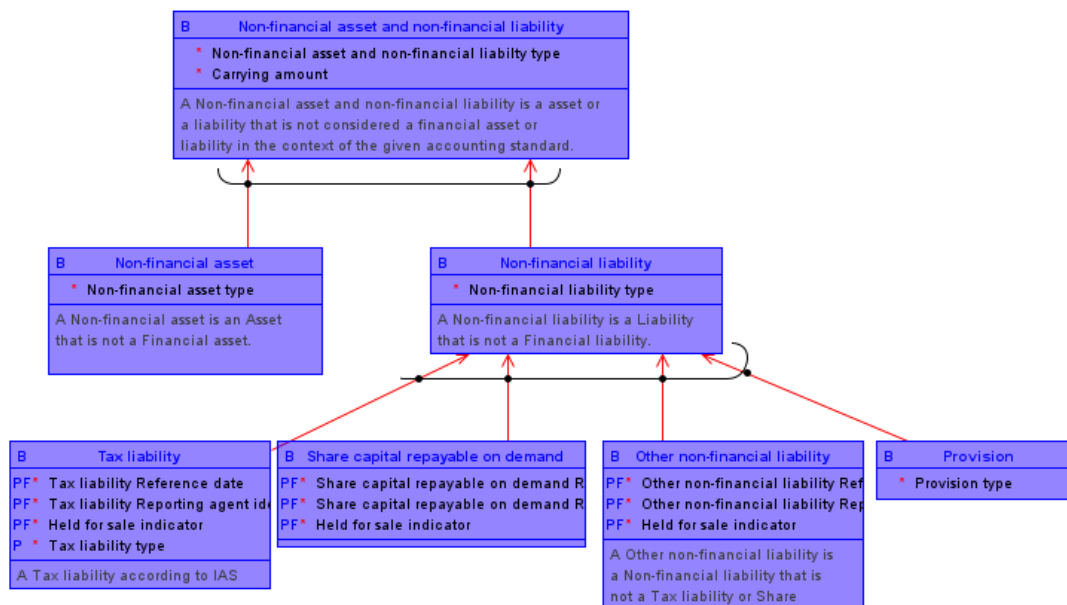 B Non-financial asset and non-financial liability
* Non-financial asset and non-financial liabilty type
* Carrying amount
A Non-financial asset and non-financial liability is a asset or
a liability that is not considered a financial asset or
liability in the context of the given accounting standard.
B Non-financial asset
* Non-financial asset type
A Non-financial asset is an Asset
that is not a Financial asset.
B Non-financial liability
* Non-financial liability type
A Non-financial liability is a Liability
that is not a Financial liability.
B Tax liability
PF* Tax liability Reference date
PF* Tax liability Reporting agent ide
PF* Held for sale indicator
P * Tax liability type
A Tax liability according to IAS
B Share capital repayable on demand
PF* Share capital repayable on demand R
PF* Share capital repayable on demand R
PF* Held for sale indicator
B Other non-financial liability
PF* Other non-financial liability Ref
PF* Other non-financial liability Rep
PF* Held for sale indicator
A Other non-financial liability is
a Non-financial liability that is
not a Tax liability or Share
B Provision
* Provision type